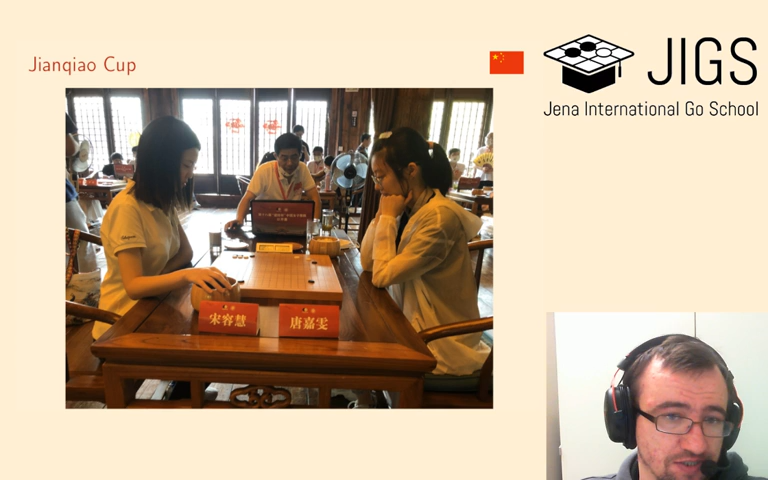 Jianqiao Cup
JIGS
Jena International Go School
宋容慧
唐嘉雯